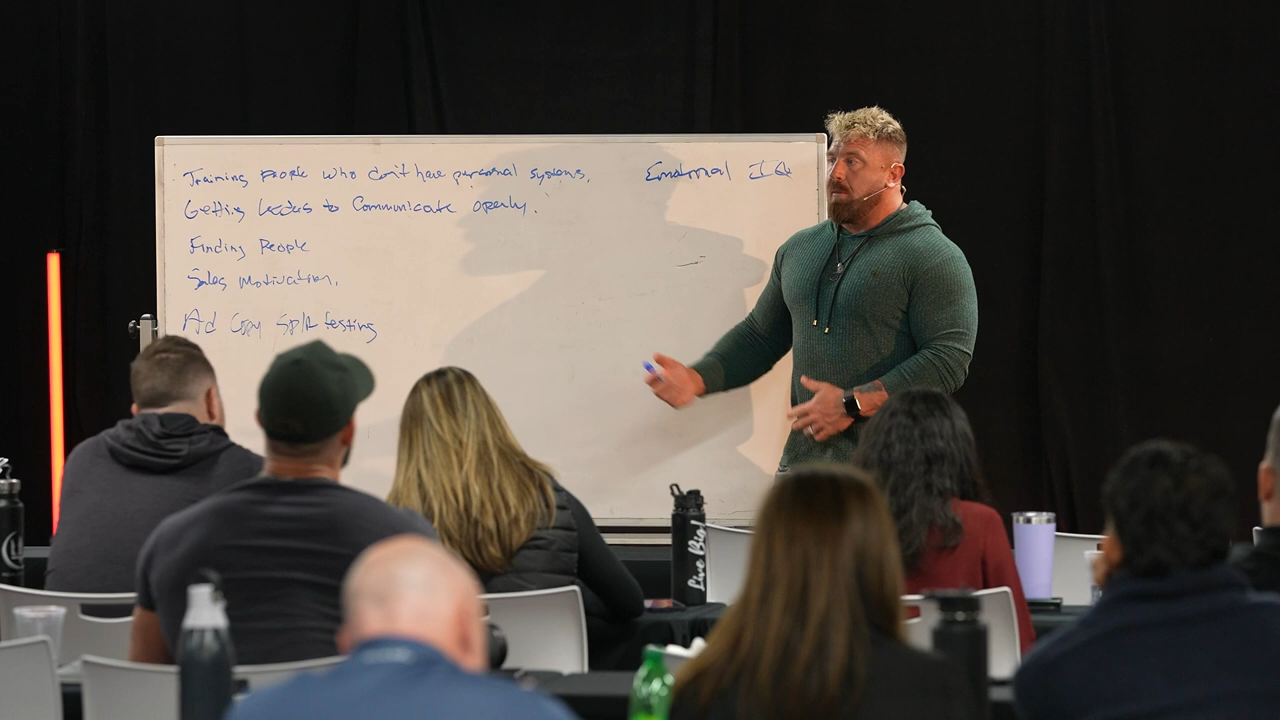 Training People who don't have personal systems.
Emotional IQ
Getting leaders to Communicate openly.
Finding People
Sales Motivation.
Ad Copy Split testing
Live Big!